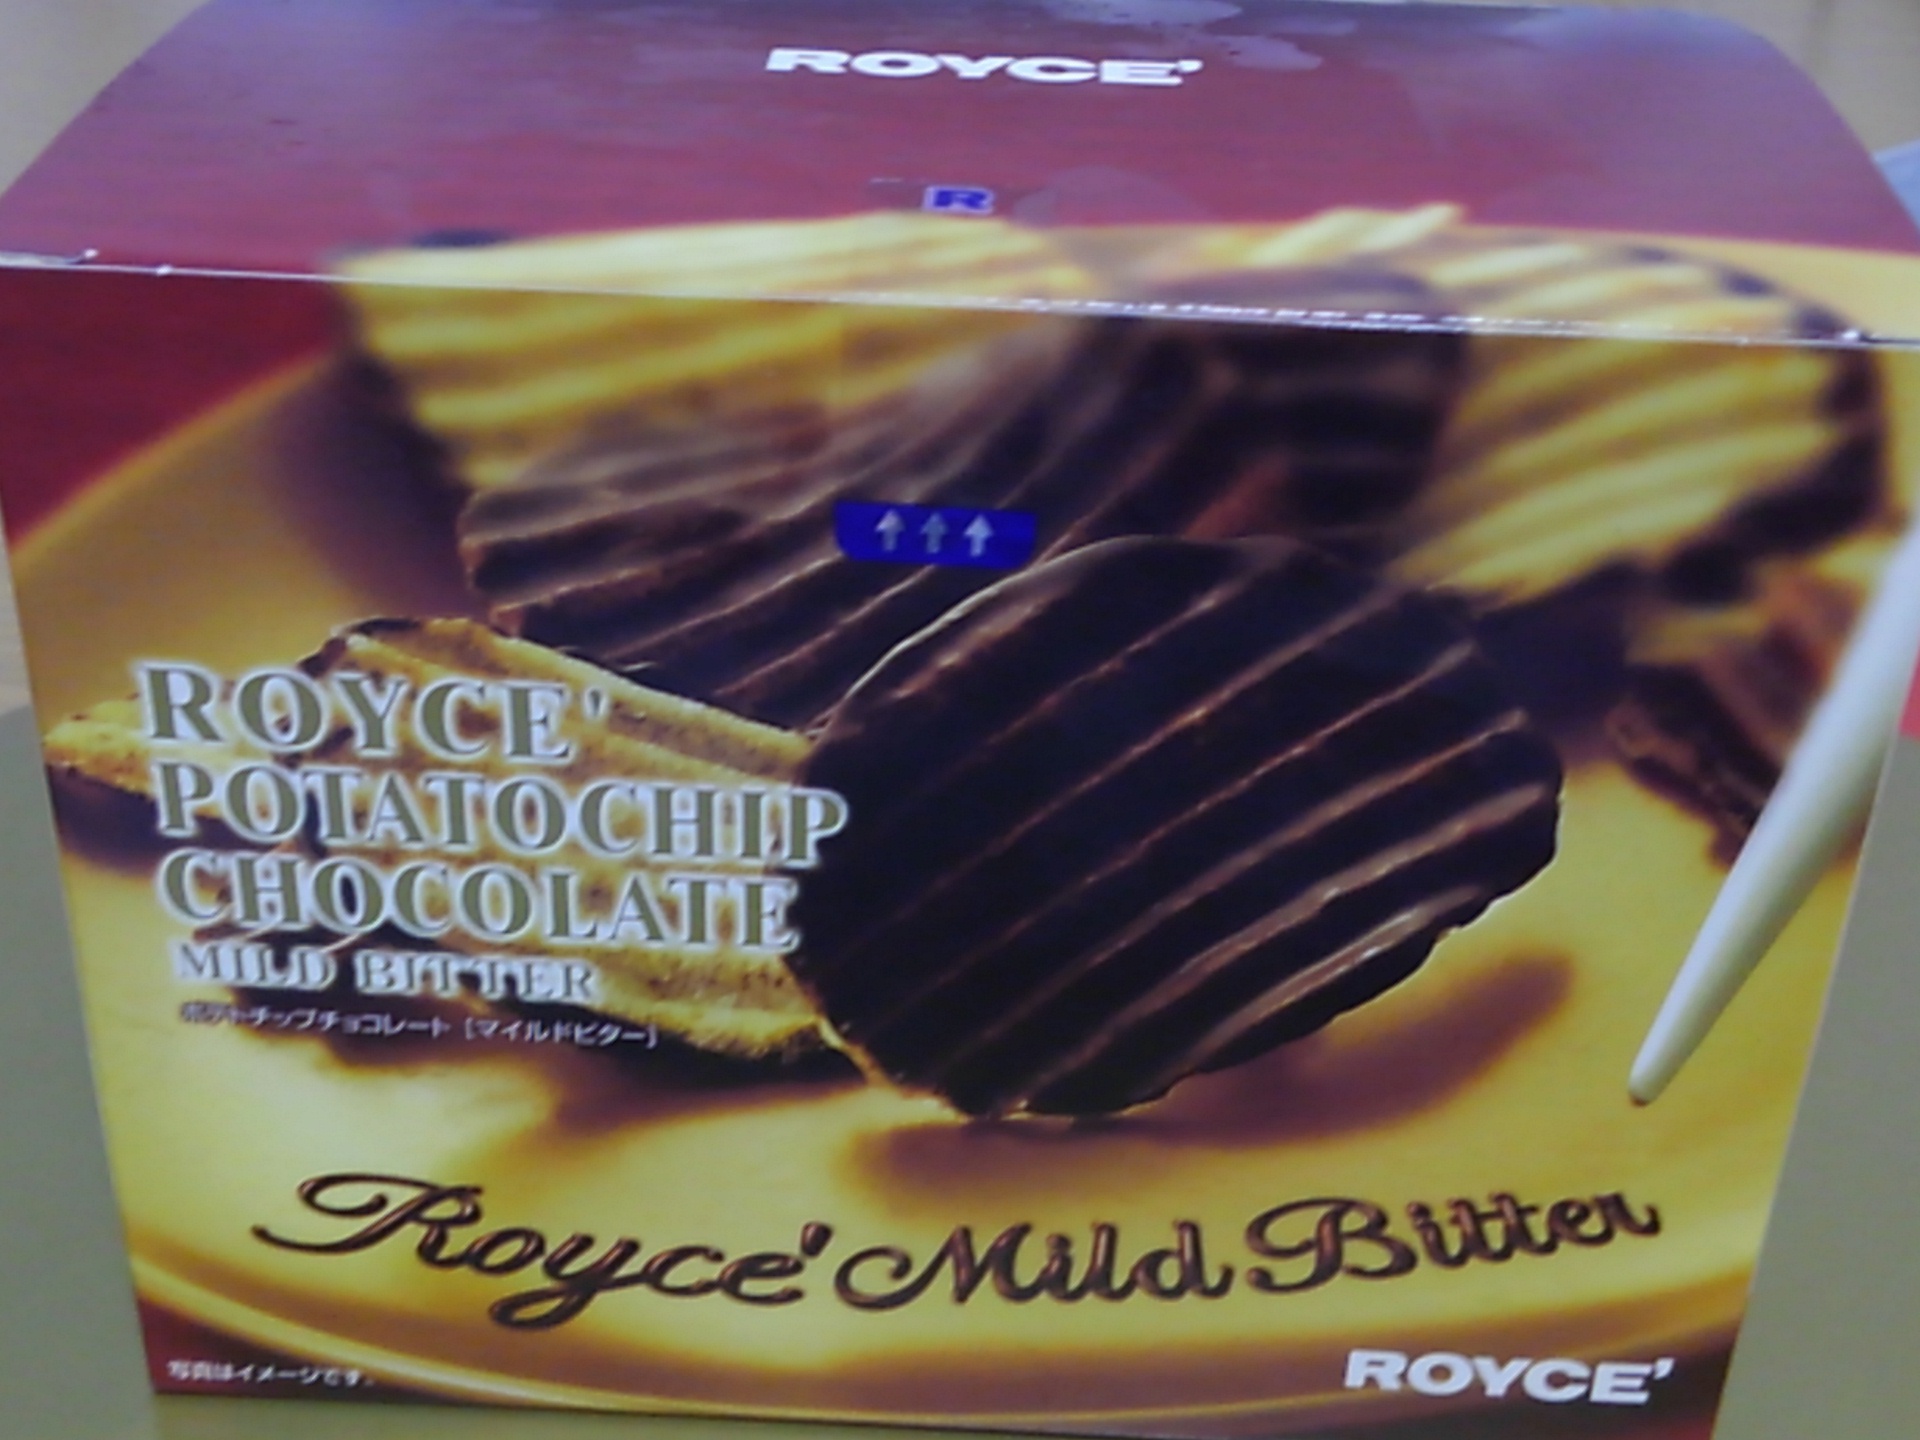 ROYCE'
R
ROYCE'
POTATOCHIP
CHOCOLATE
MILD BITTER
ポテトチップチョコレート [マイルドビター]
Royce' Mild Bitter
写真はイメージです。
ROYCE'